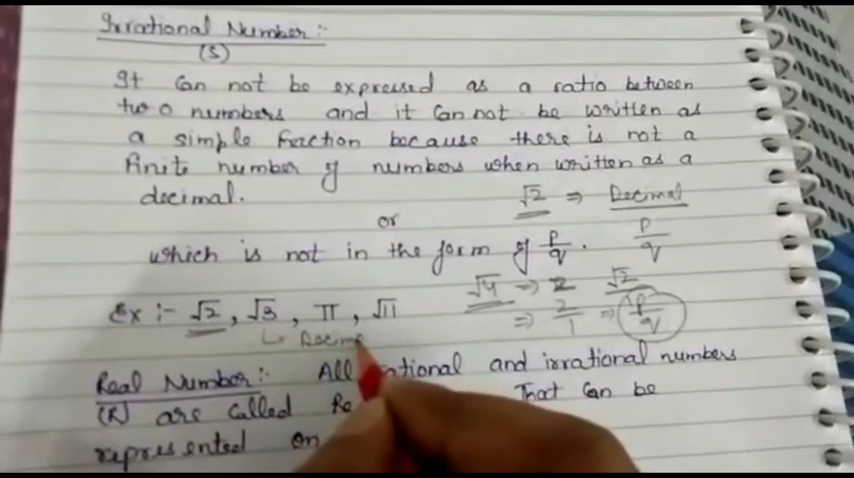 Irrational Number:-
(S)
It can not be expressed as a ratio between
two numbers and it can not be written as
a simple fraction because there is not a
finite number of numbers when written as a
decimal.
√2 ⇒ Decimal
or
which is not in the form of p/q. p/q
√4 ⇒ 2 √2
Ex :- √2, √3, π, √11
⇒ 2/1 ⇒ p/q
↳ Decima
Real Number:- All rational and irrational numbers
(R) are called Re That can be
represented on